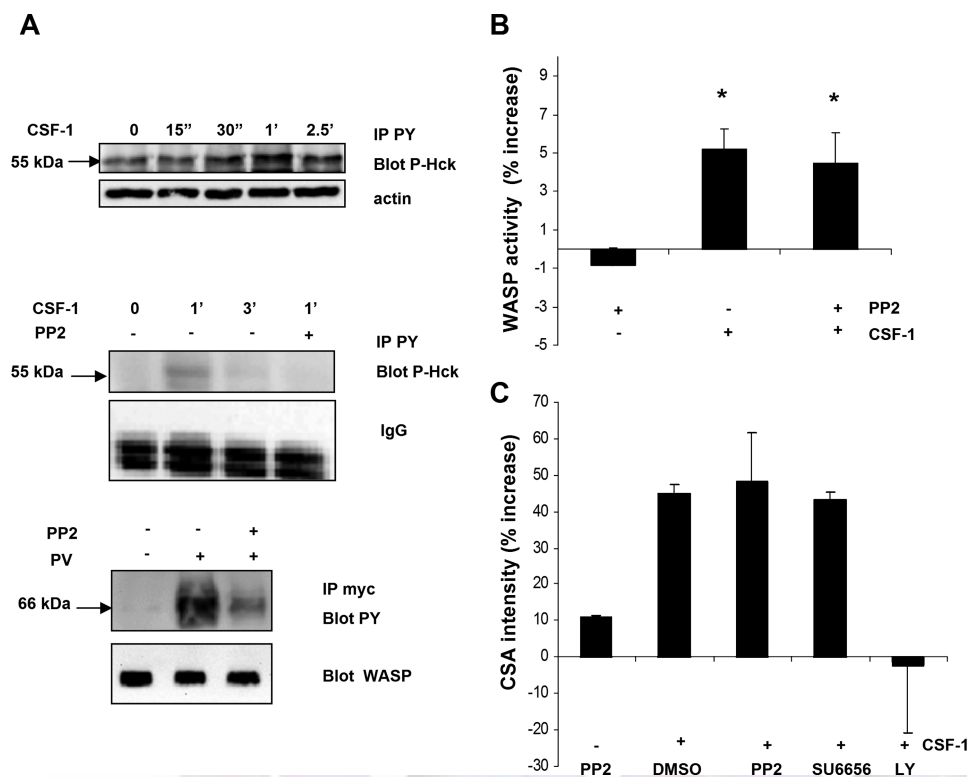 A
CSF-1 0 15” 30” 1’ 2.5’ IP PY
55 kDa Blot P-Hck
actin
CSF-1 0 1’ 3’ 1’
PP2 - - - + IP PY
55 kDa Blot P-Hck
IgG
PP2 - - +
PV - + +
IP myc
66 kDa
Blot PY
Blot WASP
B
WASP activity (% increase)
9
7
5
3
1
-1
-3
-5
* *
+ - + PP2
- + + CSF-1
C
CSA intensity (% increase)
70
60
50
40
30
20
10
0
-10
-20
-30
- + + + + CSF-1
PP2 DMSO PP2 SU6656 LY